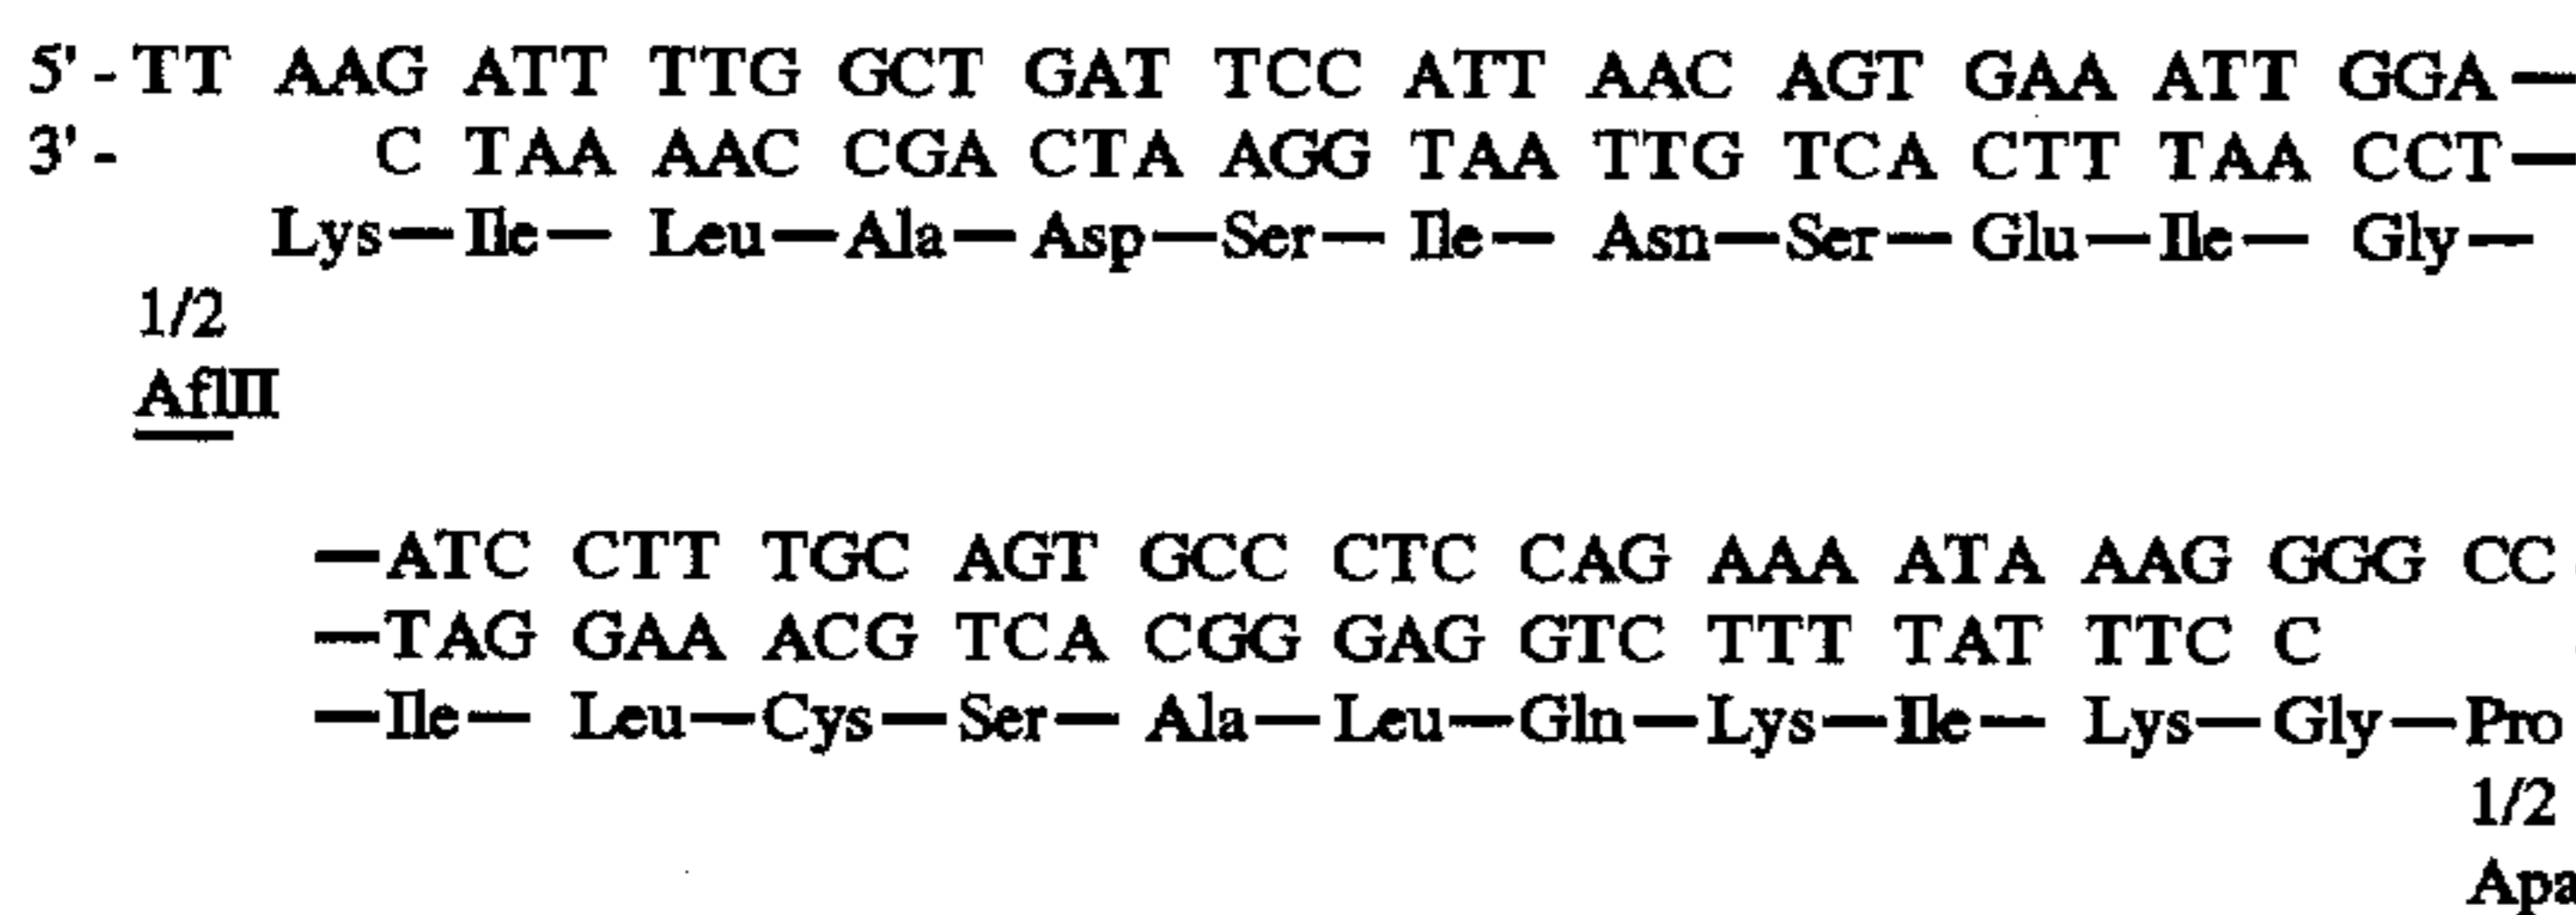 5' - TT AAG ATT TTG GCT GAT TCC ATT AAC AGT GAA ATT GGA—
3' - C TAA AAC CGA CTA AGG TAA TTG TCA CTT TAA CCT—
Lys—Ile— Leu—Ala—Asp—Ser— Ile— Asn—Ser—Glu—Ile— Gly—
1/2
AflII
—ATC CTT TGC AGT GCC CTC CAG AAA ATA AAG GGG CC
—TAG GAA ACG TCA CGG GAG GTC TTT TAT TTC C
—Ile— Leu—Cys—Ser— Ala—Leu—Gln—Lys—Ile— Lys—Gly—Pro
1/2
Apa